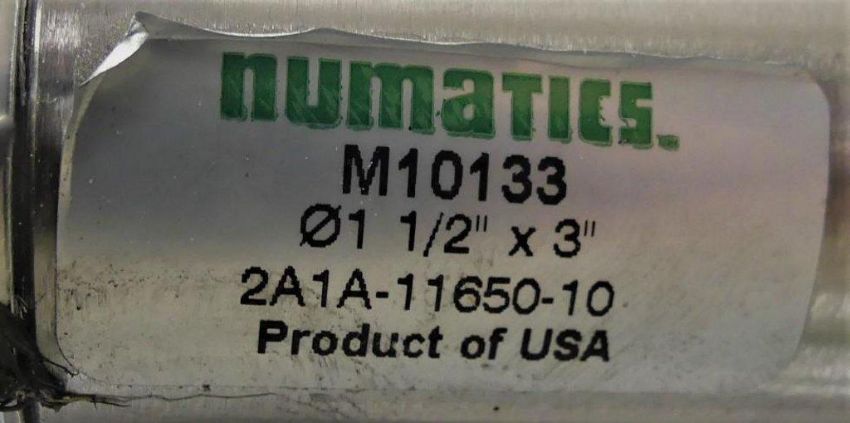 numatics
M10133
Ø1 1/2" x 3"
2A1A-11650-10
Product of USA